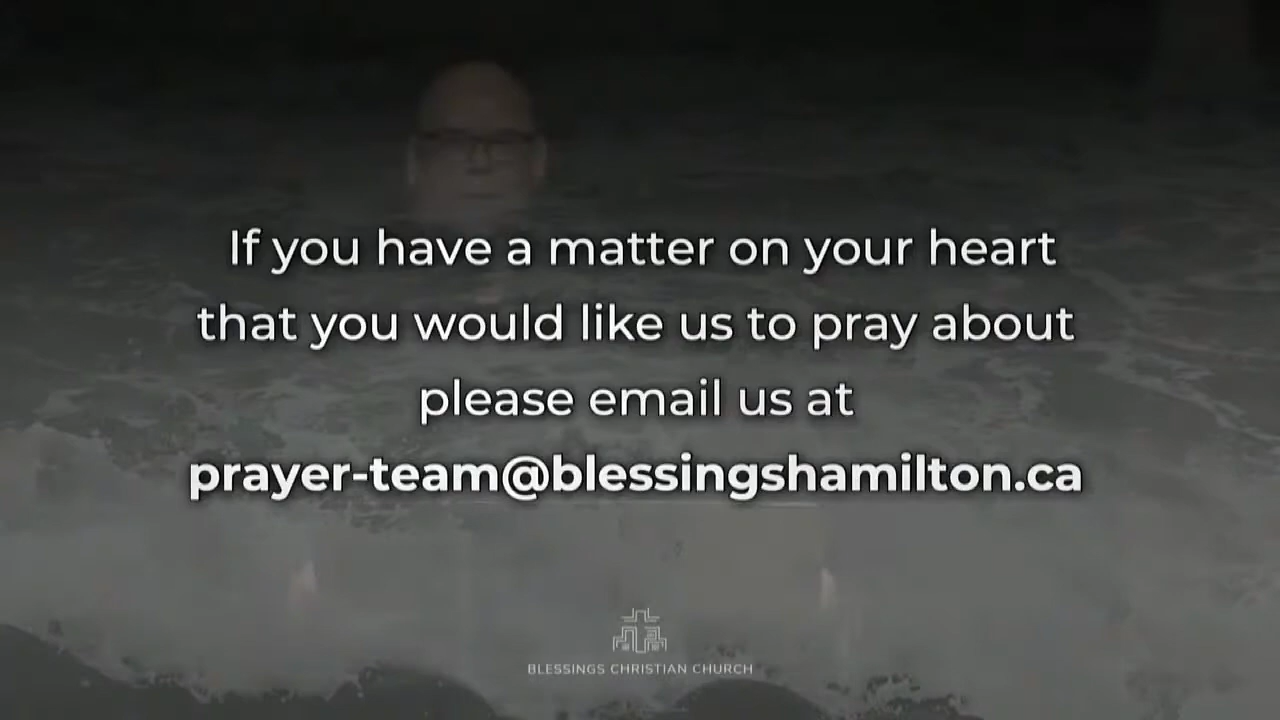 If you have a matter on your heart
that you would like us to pray about
please email us at
prayer-team@blessingshamilton.ca
BLESSINGS CHRISTIAN CHURCH